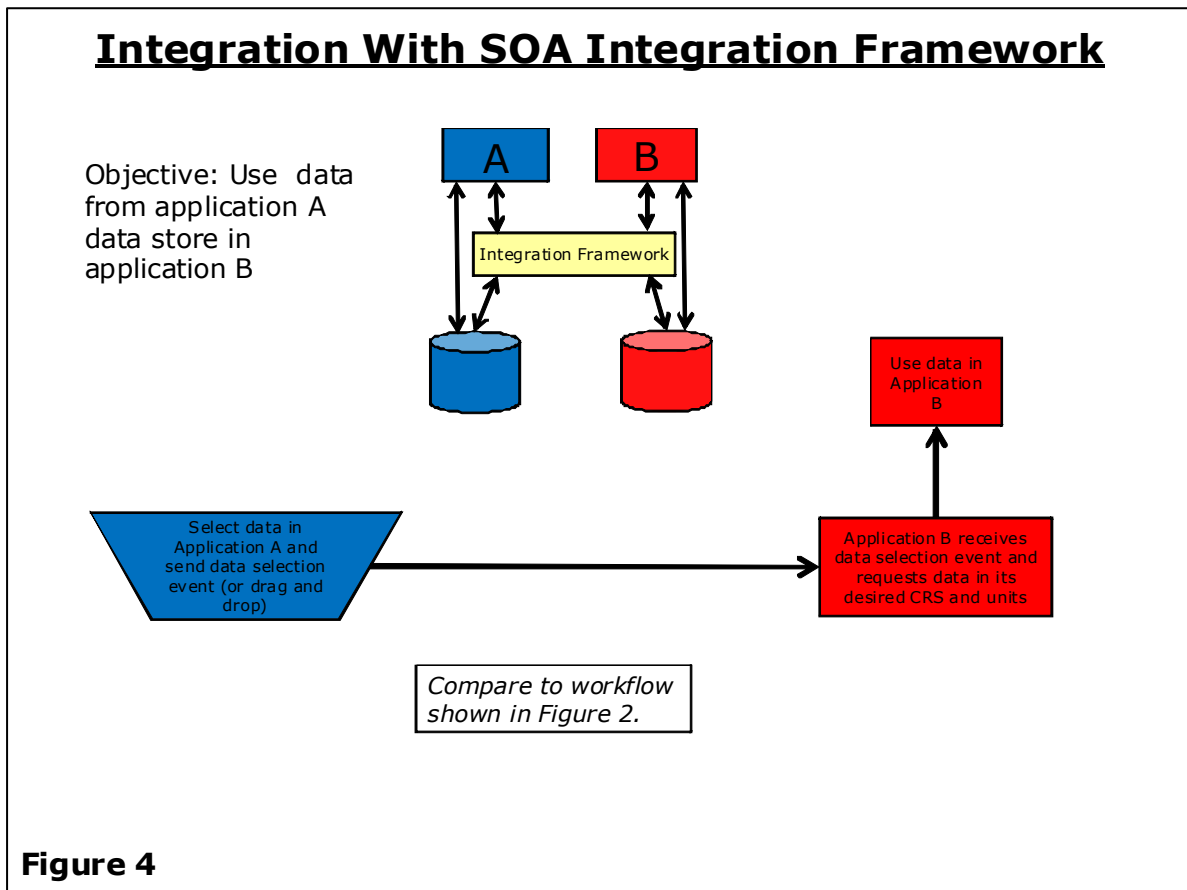 Integration With SOA Integration Framework
Objective: Use data
from application A
data store in
application B
A
B
Integration Framework
Use data in
Application
B
Select data in
Application A and
send data selection
event (or drag and
drop)
Application B receives
data selection event and
requests data in its
desired CRS and units
Compare to workflow
shown in Figure 2.
Figure 4